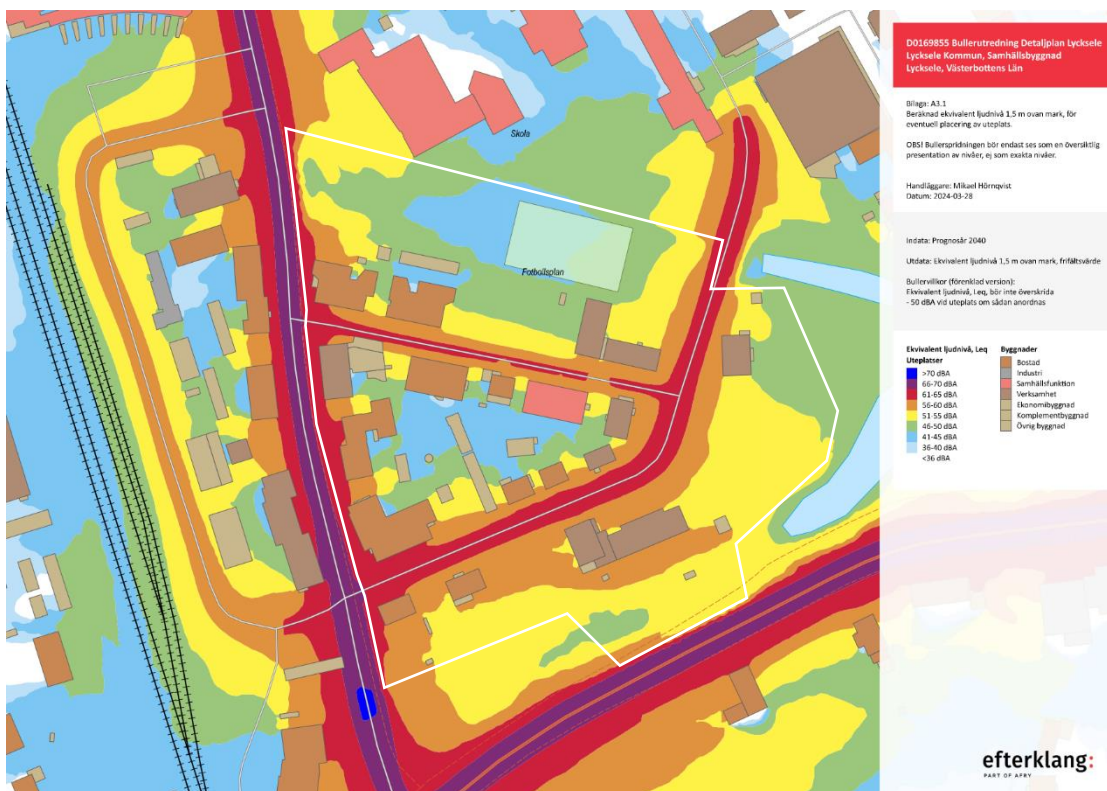 D0169855 Bullerutredning Detaljplan Lycksele
Lycksele Kommun, Samhällsbyggnad
Lycksele, Västerbottens Län
Bilaga: A3.1
Beräknad ekvivalent ljudnivå 1,5 m ovan mark, för
eventuell placering av uteplats.
OBS! Bullerspridningen bör endast ses som en översiktlig
presentation av nivåer, ej som exakta nivåer.
Handläggare: Mikael Hörnqvist
Datum: 2024-03-28
Indata: Prognosår 2040
Utdata: Ekvivalent ljudnivå 1,5 m ovan mark, frifältsvärde
Bullervillkor (förenklad version):
Ekvivalent ljudnivå, Leq, bör inte överskrida
- 50 dBA vid uteplats om sådan anordnas
Ekvivalent ljudnivå, Leq
Uteplatser
>70 dBA
66-70 dBA
61-65 dBA
56-60 dBA
51-55 dBA
46-50 dBA
41-45 dBA
36-40 dBA
<36 dBA
Byggnader
Bostad
Industri
Samhällsfunktion
Verksamhet
Ekonomibyggnad
Komplementbyggnad
Övrig byggnad
Skola
Fotbollsplan
efterklang:
PART OF AFRY